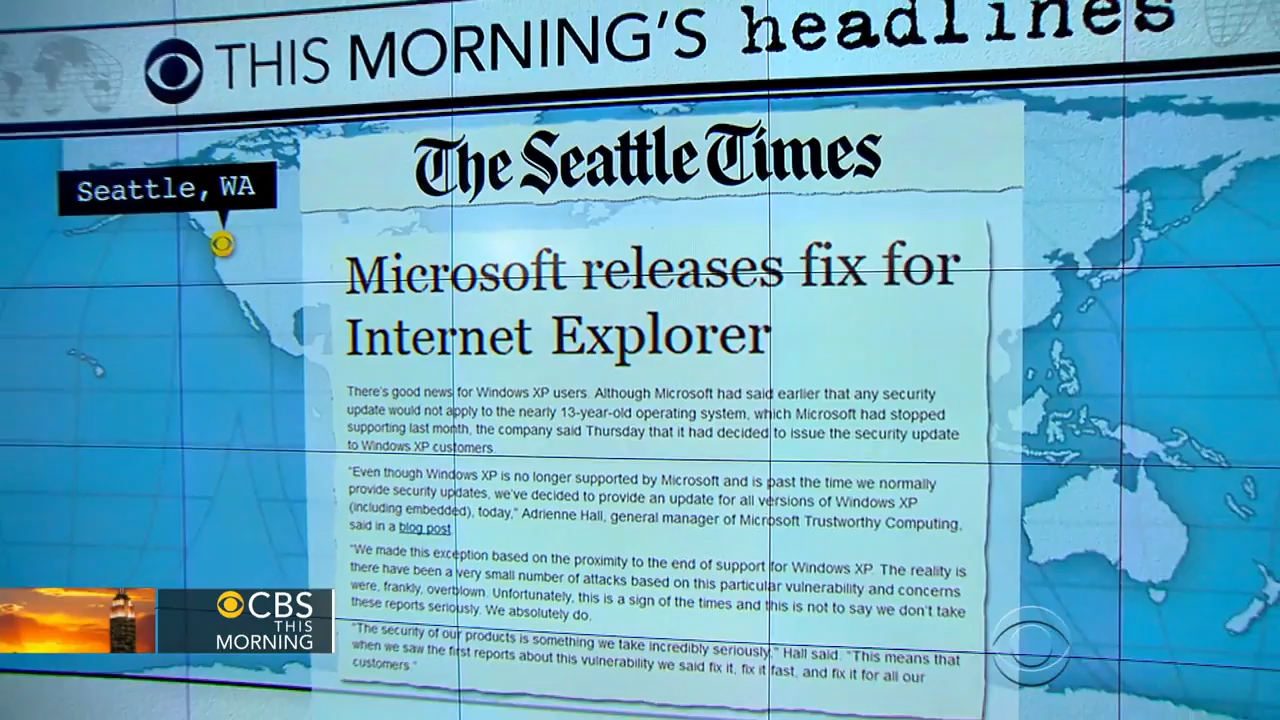 THIS MORNING'S headlines
The Seattle Times
Seattle, WA
Microsoft releases fix for
Internet Explorer
There's good news for Windows XP users. Although Microsoft had said earlier that any security
update would not apply to the nearly 13-year-old operating system, which Microsoft had stopped
supporting last month, the company said Thursday that it had decided to issue the security update
to Windows XP customers.
"Even though Windows XP is no longer supported by Microsoft and is past the time we normally
provide security updates, we've decided to provide an update for all versions of Windows XP
(including embedded), today," Adrienne Hall, general manager of Microsoft Trustworthy Computing,
said in a blog post
"We made this exception based on the proximity to the end of support for Windows XP. The reality is
there have been a very small number of attacks based on this particular vulnerability and concerns
were, frankly, overblown. Unfortunately, this is a sign of the times and this is not to say we don't take
these reports seriously. We absolutely do.
"The security of our products is something we take incredibly seriously," Hall said. "This means that
when we saw the first reports about this vulnerability we said fix it, fix it fast, and fix it for all our
customers."
CBS
THIS
MORNING